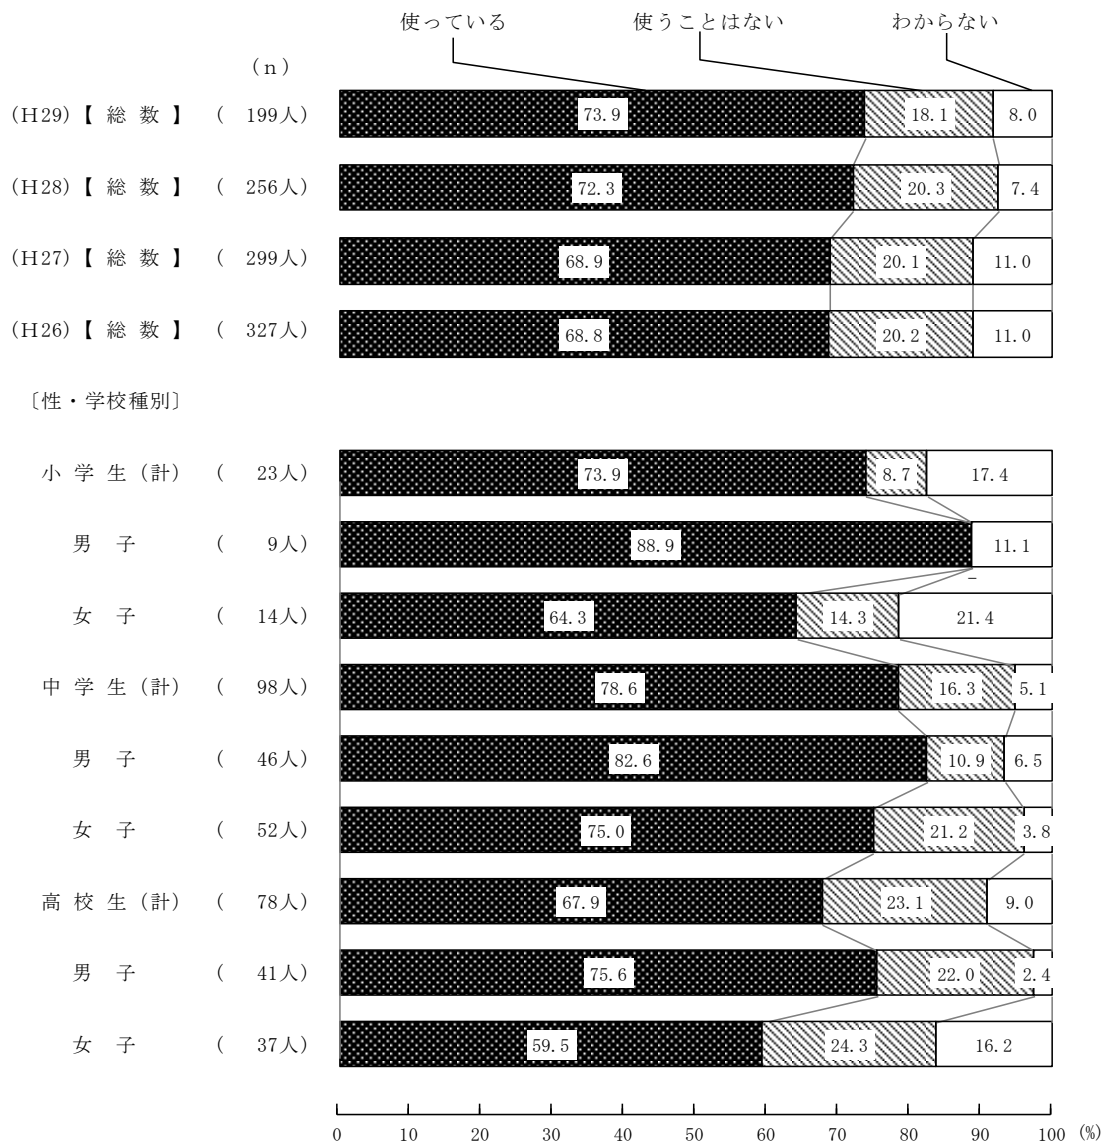 使っている 使うことはない わからない
(n)
(H29)【 総 数 】 ( 199人) 73.9 18.1 8.0
(H28)【 総 数 】 ( 256人) 72.3 20.3 7.4
(H27)【 総 数 】 ( 299人) 68.9 20.1 11.0
(H26)【 総 数 】 ( 327人) 68.8 20.2 11.0
〔性・学校種別〕
小 学 生 (計) ( 23人) 73.9 8.7 17.4
男 子 ( 9人) 88.9 11.1
－
女 子 ( 14人) 64.3 14.3 21.4
中 学 生 (計) ( 98人) 78.6 16.3 5.1
男 子 ( 46人) 82.6 10.9 6.5
女 子 ( 52人) 75.0 21.2 3.8
高 校 生 (計) ( 78人) 67.9 23.1 9.0
男 子 ( 41人) 75.6 22.0 2.4
女 子 ( 37人) 59.5 24.3 16.2
0 10 20 30 40 50 60 70 80 90 100 (%)